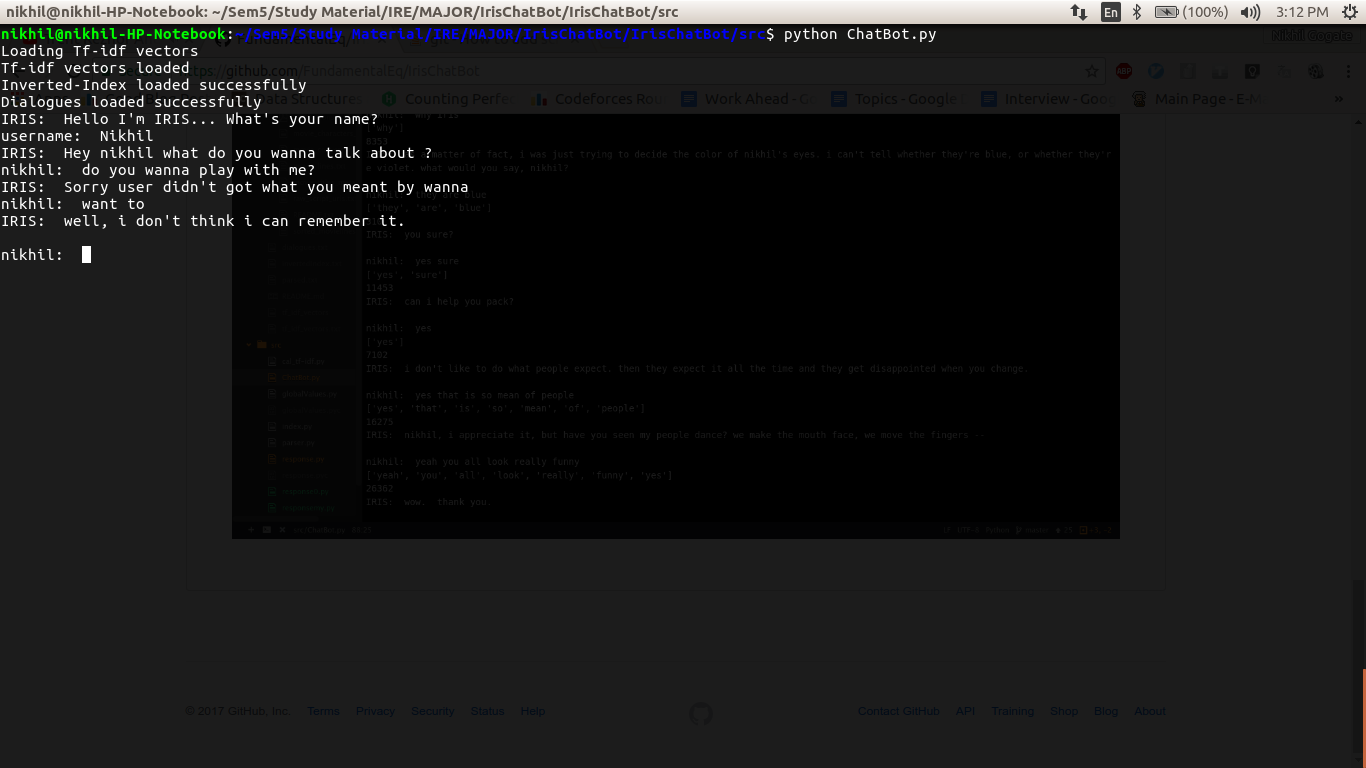 nikhil@nikhil-HP-Notebook: ~/Sem5/Study Material/IRE/MAJOR/IrisChatBot/IrisChatBot/src
En (100%) 3:12 PM
nikhil@nikhil-HP-Notebook:~/Sem5/Study Material/IRE/MAJOR/IrisChatBot/IrisChatBot/src$ python ChatBot.py
Loading Tf-idf vectors
Tf-idf vectors loaded
Inverted-Index loaded successfully
Dialogues loaded successfully
IRIS:  Hello I'm IRIS... What's your name?
username:  Nikhil
IRIS:  Hey nikhil what do you wanna talk about ?
nikhil:  do you wanna play with me?
IRIS:  Sorry user didn't got what you meant by wanna
nikhil:  want to
IRIS:  well, i don't think i can remember it.
nikhil:
github.com/FundamentalEq/IrisChatBot
Data Structures
Counting Perfec
Codeforces Rou
Work Ahead - Go
Topics - Google
Interview - Goo
Main Page - E-M
»
nikhil:  why iris
['why']
6353
matter of fact, i was just trying to decide the color of nikhil's eyes. i can't tell whether they're blue, or whether they'r
e violet. what would you say, nikhil?
nikhil:  they are blue
['they', 'are', 'blue']
IRIS:  you sure?
nikhil:  yes sure
['yes', 'sure']
11453
IRIS:  can i help you pack?
nikhil:  yes
['yes']
7102
IRIS:  i don't like to do what people expect. then they expect it all the time and they get disappointed when you change.
nikhil:  yes that is so mean of people
['yes', 'that', 'is', 'so', 'mean', 'of', 'people']
16275
IRIS:  nikhil, i appreciate it, but have you seen my people dance? we make the mouth face, we move the fingers --
nikhil:  yeah you all look really funny
['yeah', 'you', 'all', 'look', 'really', 'funny', 'yes']
26362
IRIS:  wow.  thank you.
© 2017 GitHub, Inc. Terms Privacy Security Status Help
Contact GitHub API Training Shop Blog About